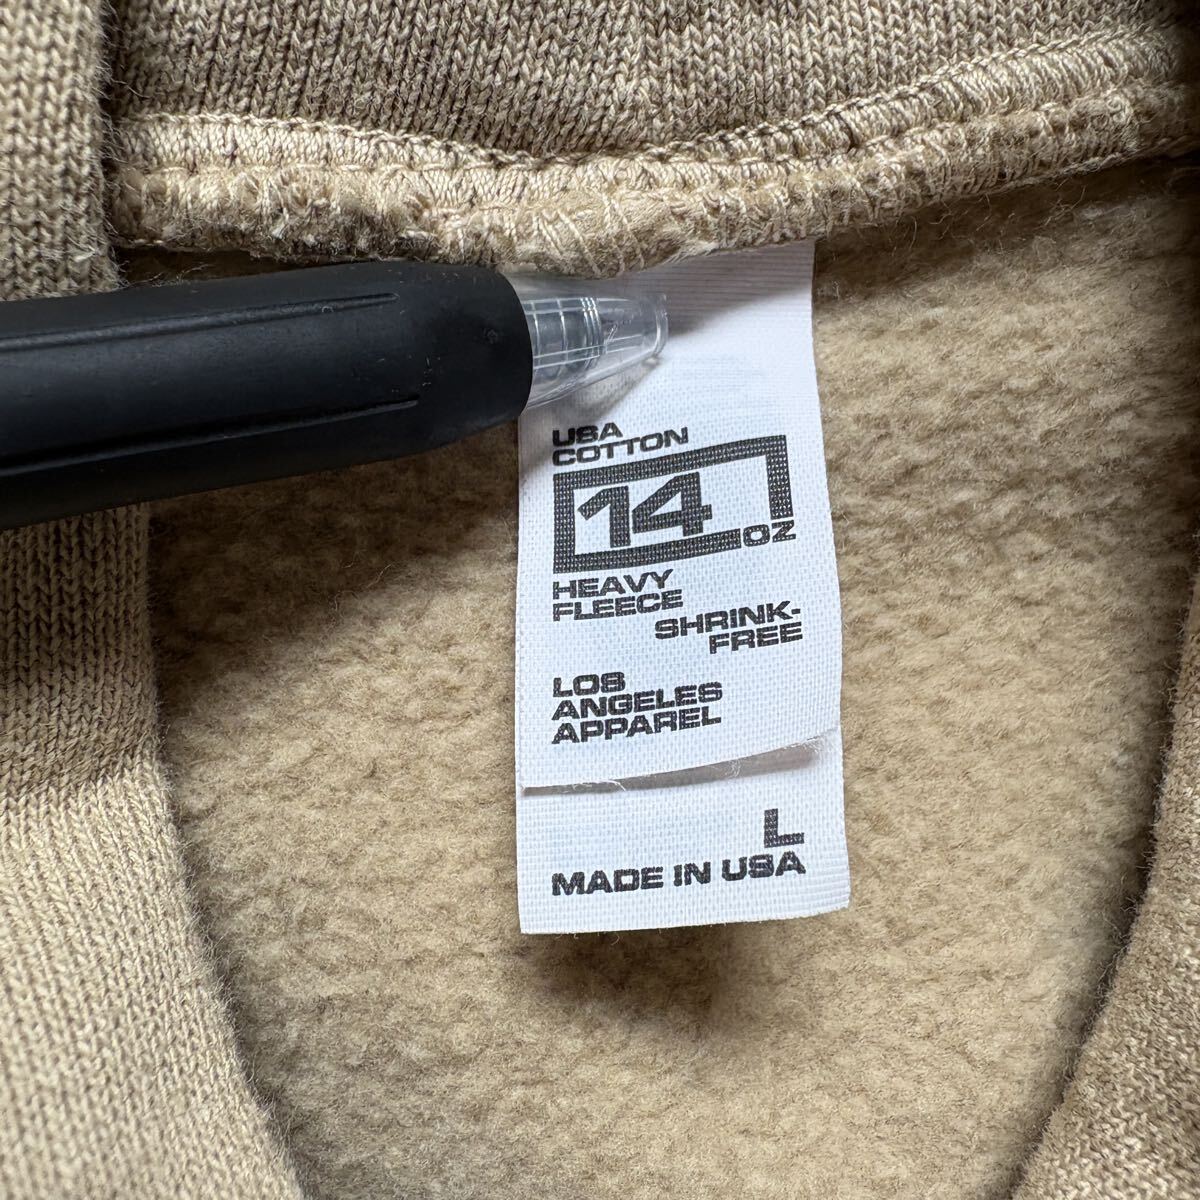 USA
COTTON
14
OZ
HEAVY
FLEECE
SHRINK-
FREE
LOS
ANGELES
APPAREL
L
MADE IN USA